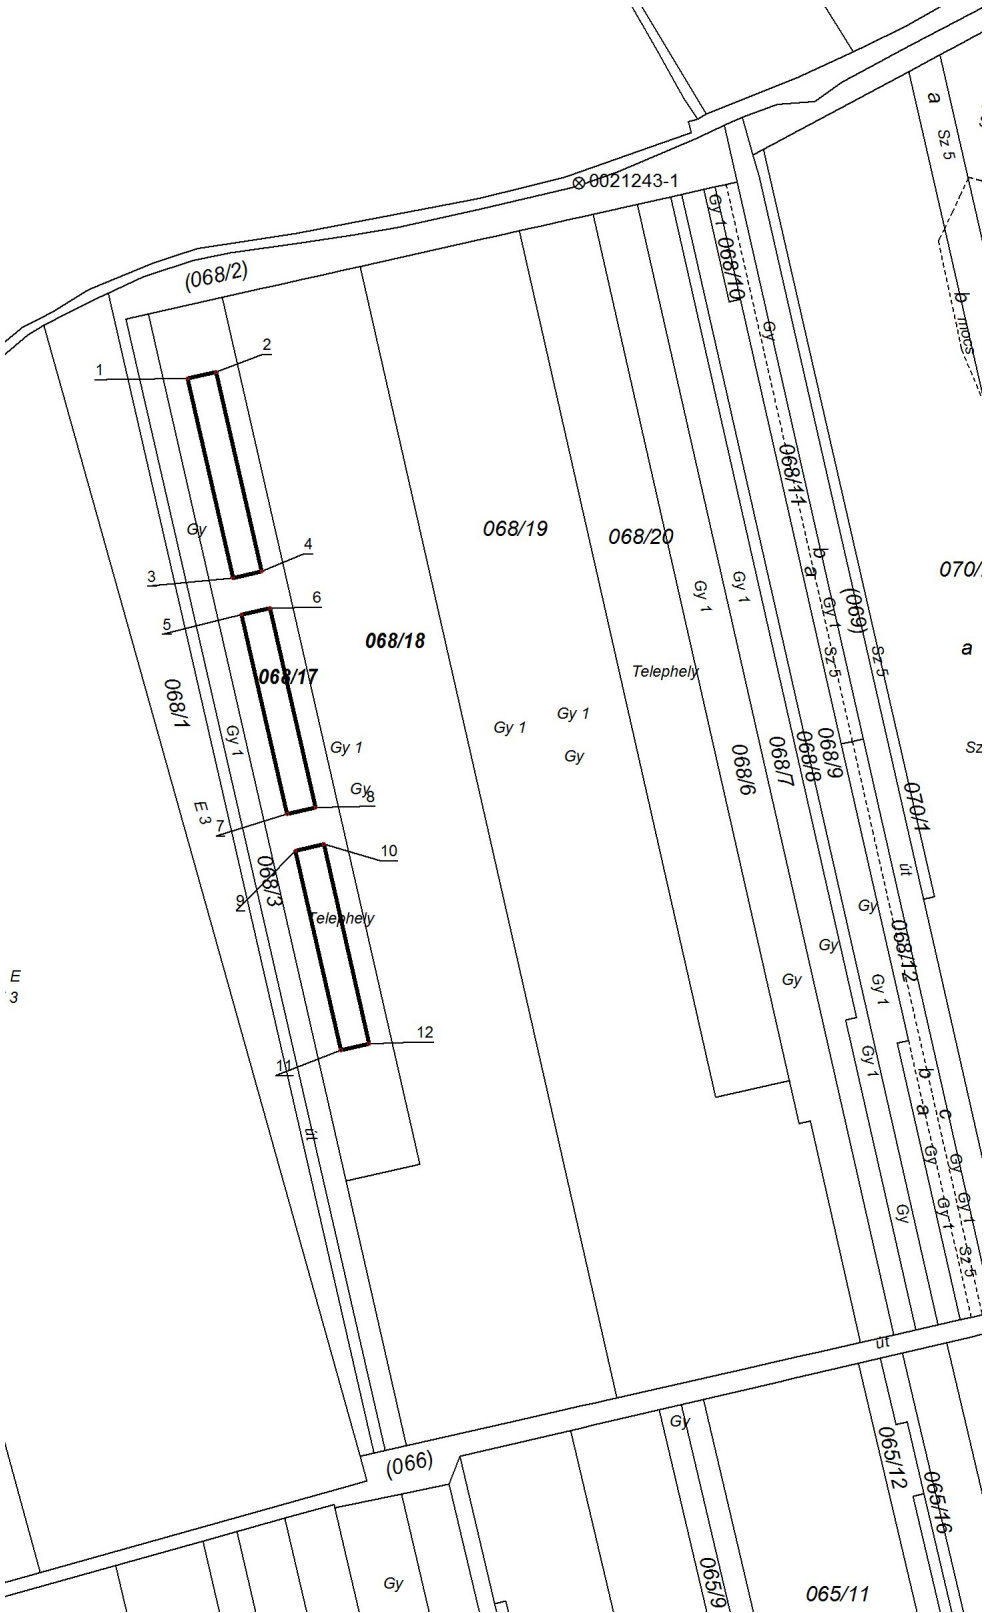 a
Sz 5
0021243-1
Gy 1
068/10
(068/2)
b
mocs
Gy
2
1
068/11
068/19
068/20
Gy
4
3
b
a
070/
Gy 1
Gy 1
6
5
Gy 1
(069)
068/18
Sz 5
Sz 5
a
068/17
Telephely
068/1
Gy 1
Gy 1
Gy 1
Gy 1
Sz
Gy
068/6
068/7
068/8
068/9
Gy
8
070/1
E 3
7
10
út
068/3
9
Gy
Telephely
Gy
068/12
E
3
Gy
Gy 1
12
11
Gy 1
b
a
c
út
Gy
Gy
Gy
Gy 1
Gy 1
Sz 5
út
Gy
(066)
065/12
065/16
Gy
065/9
065/11